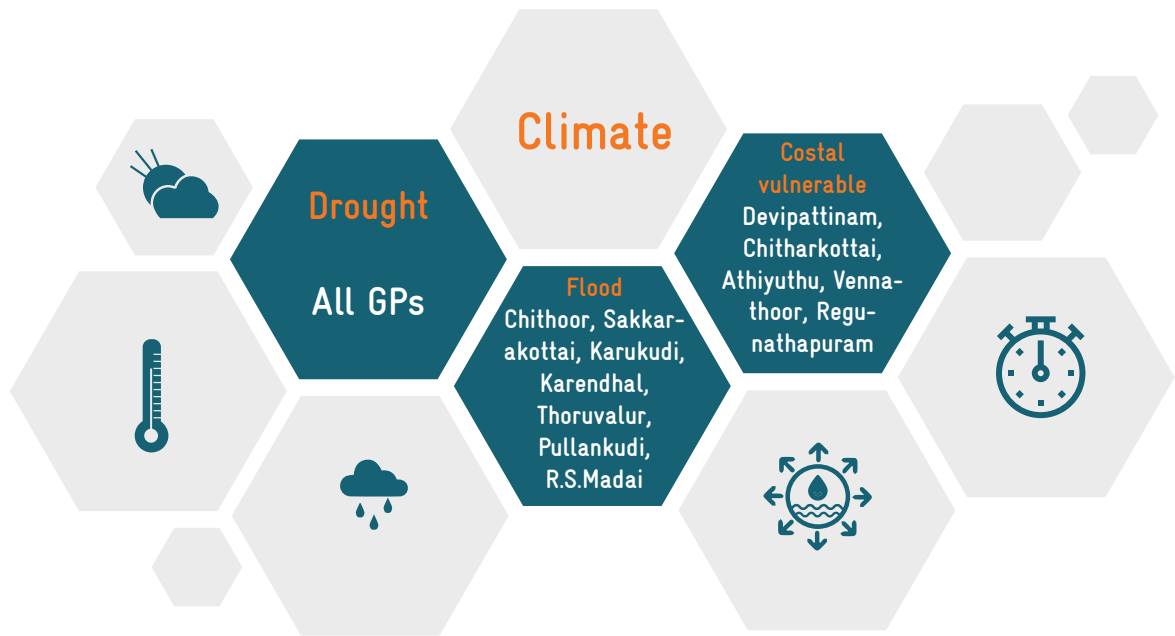 Climate
Drought
All GPs
Flood
Chithoor, Sakkar-
akottai, Karukudi,
Karendhal,
Thoruvalur,
Pullankudi,
R.S.Madai
Costal
vulnerable
Devipattinam,
Chitharkottai,
Athiyuthu, Venna-
thoor, Regu-
nathapuram